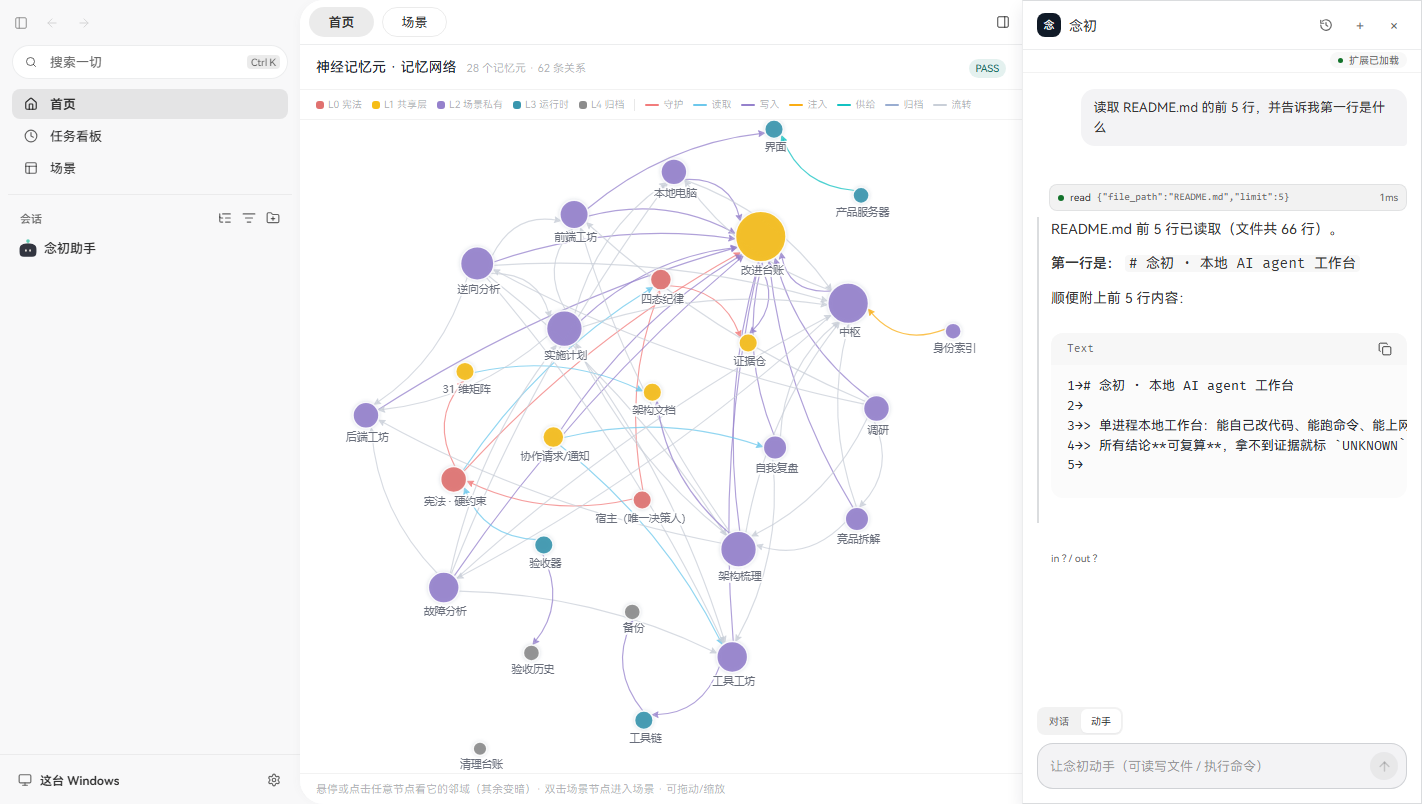 搜索一切
Ctrl K
首页
任务看板
场景
会话
念初助手
这台 Windows
首页
场景
神经记忆元 · 记忆网络
28 个记忆元 · 62 条关系
PASS
L0 宪法
L1 共享层
L2 场景私有
L3 运行时
L4 归档
守护
读取
写入
注入
供给
归档
流转
界面
本地电脑
产品服务器
前端工坊
改进台账
逆向分析
四态纪律
中枢
身份索引
实施计划
证据仓
31 维矩阵
架构文档
后端工坊
调研
协作请求/通知
自我复盘
宪法 · 硬约束
宿主（唯一决策人）
竞品拆解
验收器
架构梳理
故障分析
备份
验收历史
工具工坊
工具链
清理台账
悬停或点击任意节点看它的邻域（其余变暗） · 双击场景节点进入场景 · 可拖动/缩放
念
念初
扩展已加载
读取 README.md 的前 5 行，并告诉我第一行是什
么
read {"file_path":"README.md","limit":5}
1ms
README.md 前 5 行已读取（文件共 66 行）。
第一行是： # 念初 · 本地 AI agent 工作台
顺便附上前 5 行内容：
Text
1→# 念初 · 本地 AI agent 工作台
2→
3→> 单进程本地工作台：能自己改代码、能跑命令、能上网
4→> 所有结论**可复算**，拿不到证据就标 `UNKNOWN`
5→
in ? / out ?
对话
动手
让念初动手（可读写文件 / 执行命令）